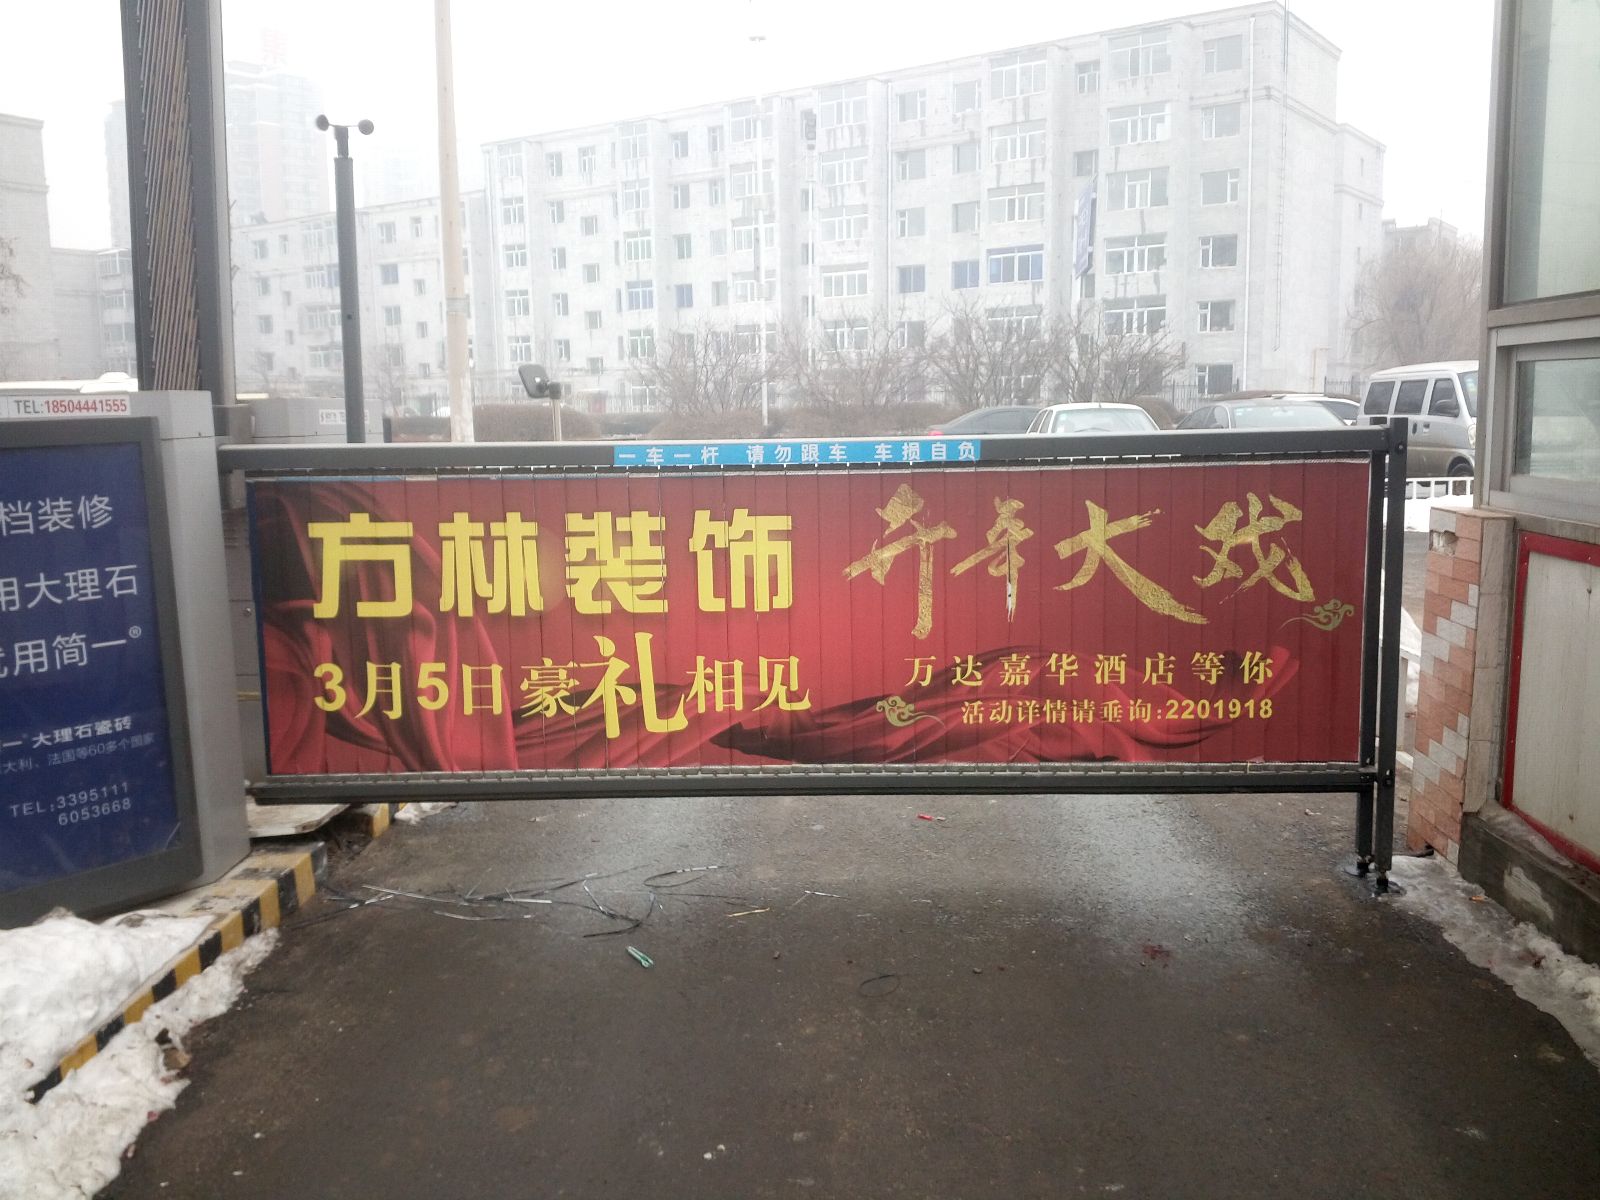 TEL:18504441555
档装修
用大理石
用简一®
一大理石瓷砖
大利、法国等60多个国家
TEL:3395111
6053668
一车一杆 请勿跟车 车损自负
方林装饰
开年大戏
3月5日豪礼相见
万达嘉华酒店等你
活动详情请垂询:2201918